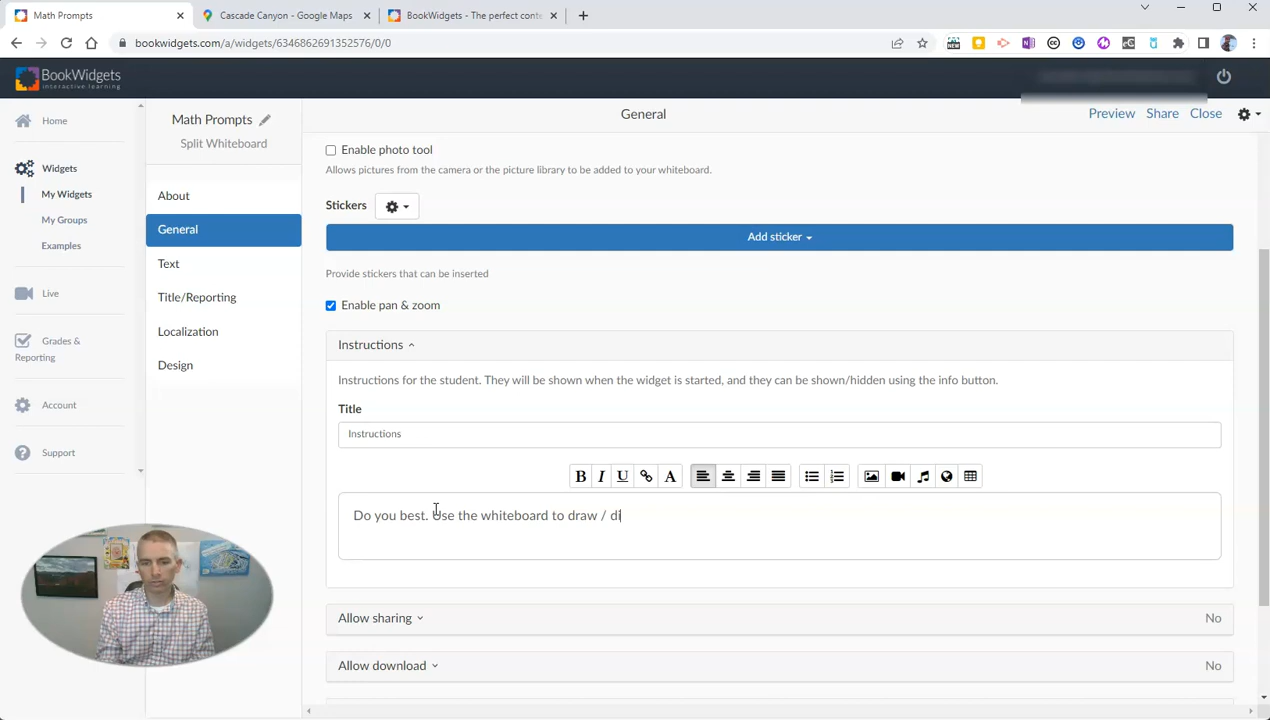 Math Prompts
Cascade Canyon - Google Maps
BookWidgets - The perfect conte
bookwidgets.com/a/widgets/6346862691352576/0/0
BookWidgets
interactive learning
Home
Widgets
My Widgets
My Groups
Examples
Live
Grades &
Reporting
Account
Support
Math Prompts
Split Whiteboard
About
General
Text
Title/Reporting
Localization
Design
General
Preview Share Close
Enable photo tool
Allows pictures from the camera or the picture library to be added to your whiteboard.
Stickers
Add sticker
Provide stickers that can be inserted
Enable pan & zoom
Instructions
Instructions for the student. They will be shown when the widget is started, and they can be shown/hidden using the info button.
Title
Instructions
B I U A
Do you best. Use the whiteboard to draw / di
Allow sharing No
Allow download No